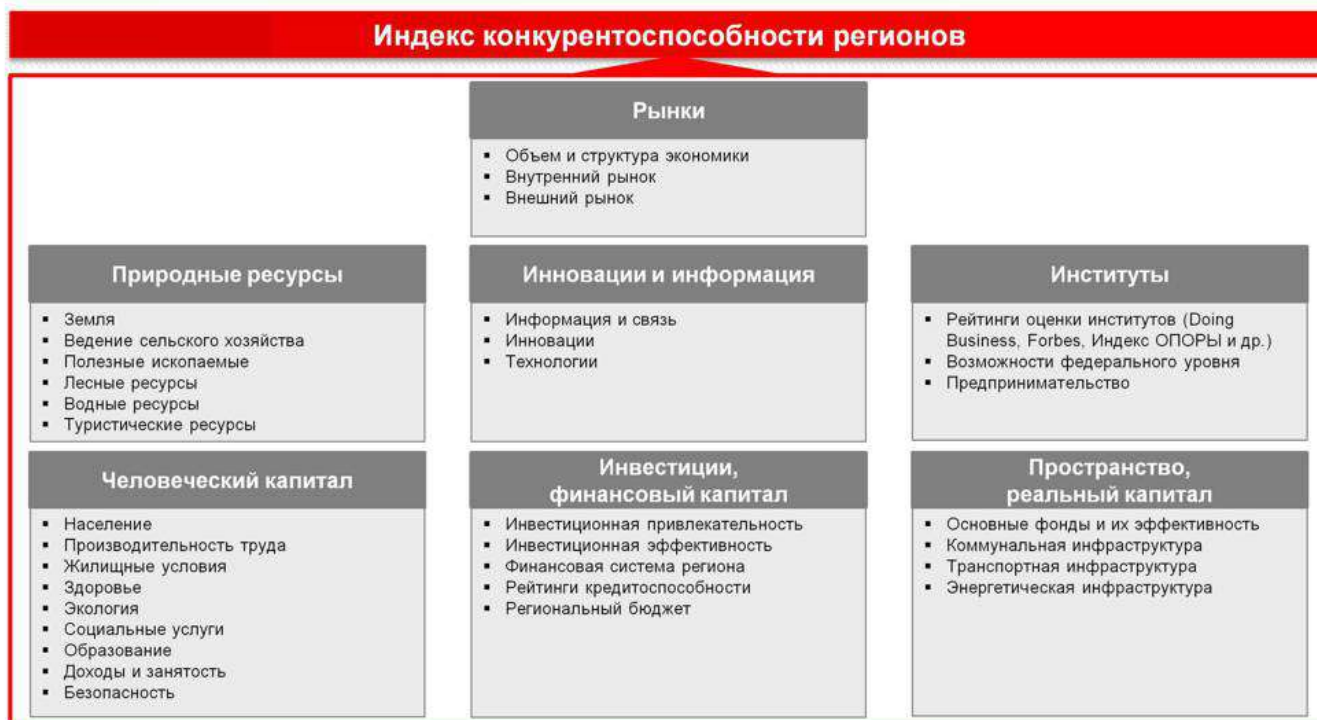 Индекс конкурентоспособности регионов
Рынки
▪ Объем и структура экономики
▪ Внутренний рынок
▪ Внешний рынок
Природные ресурсы
▪ Земля
▪ Ведение сельского хозяйства
▪ Полезные ископаемые
▪ Лесные ресурсы
▪ Водные ресурсы
▪ Туристические ресурсы
Инновации и информация
▪ Информация и связь
▪ Инновации
▪ Технологии
Институты
▪ Рейтинги оценки институтов (Doing
Business, Forbes, Индекс ОПОРЫ и др.)
▪ Возможности федерального уровня
▪ Предпринимательство
Человеческий капитал
▪ Население
▪ Производительность труда
▪ Жилищные условия
▪ Здоровье
▪ Экология
▪ Социальные услуги
▪ Образование
▪ Доходы и занятость
▪ Безопасность
Инвестиции,
финансовый капитал
▪ Инвестиционная привлекательность
▪ Инвестиционная эффективность
▪ Финансовая система региона
▪ Рейтинги кредитоспособности
▪ Региональный бюджет
Пространство,
реальный капитал
▪ Основные фонды и их эффективность
▪ Коммунальная инфраструктура
▪ Транспортная инфраструктура
▪ Энергетическая инфраструктура